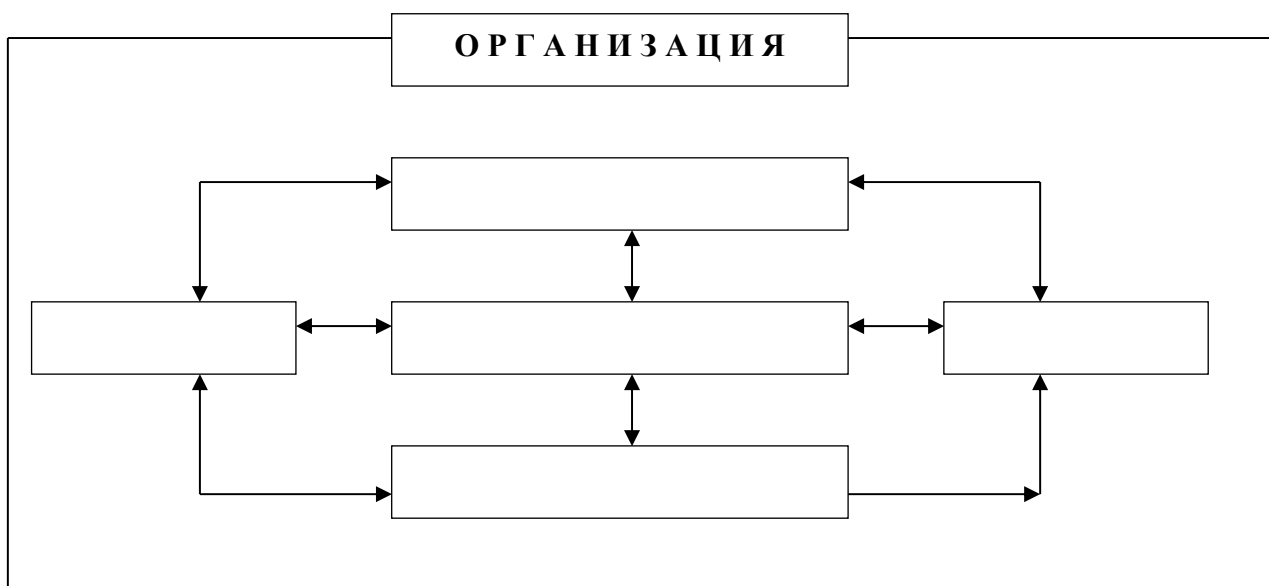 О Р Г А Н И З А Ц И Я